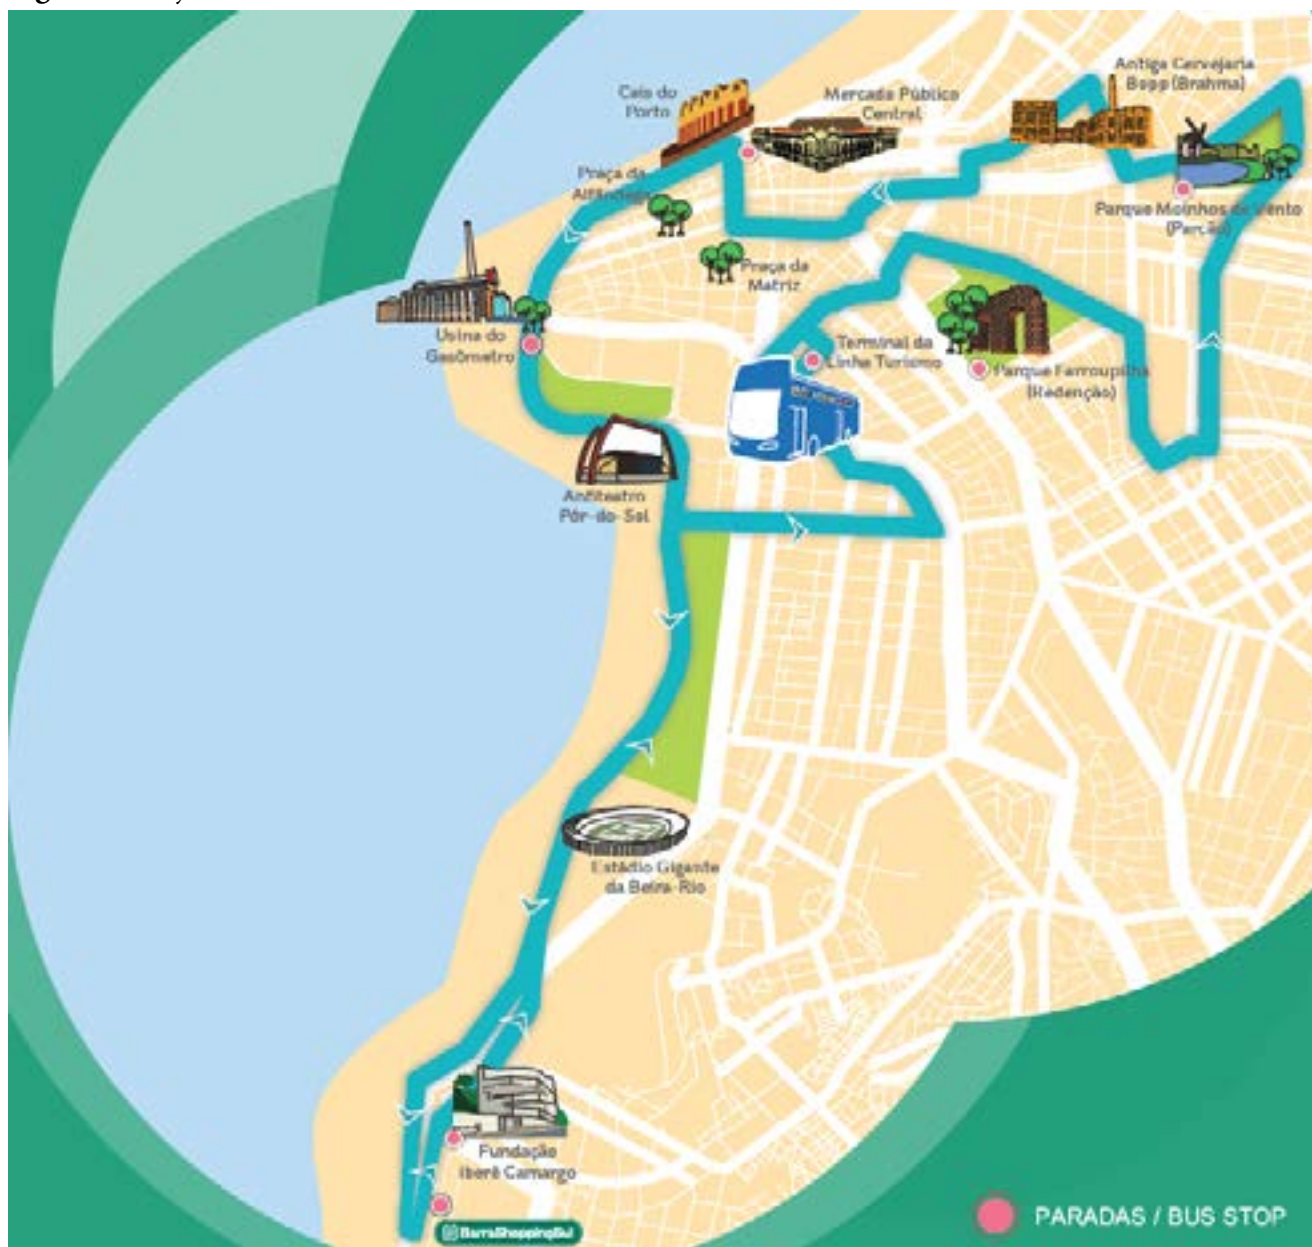 Cais do
Porto
Mercado Público
Central
Antiga Cervejaria
Bopp (Brahma)
Praça da
Alfândega
Parque Moinhos de Vento
(Parcão)
Praça da
Matriz
Usina do
Gasômetro
Terminal da
Linha Turismo
Parque Farroupilha
(Redenção)
Anfiteatro
Pôr-do-Sol
Estádio Gigante
da Beira-Rio
Fundação
Iberê Camargo
BarraShoppingSul
PARADAS / BUS STOP